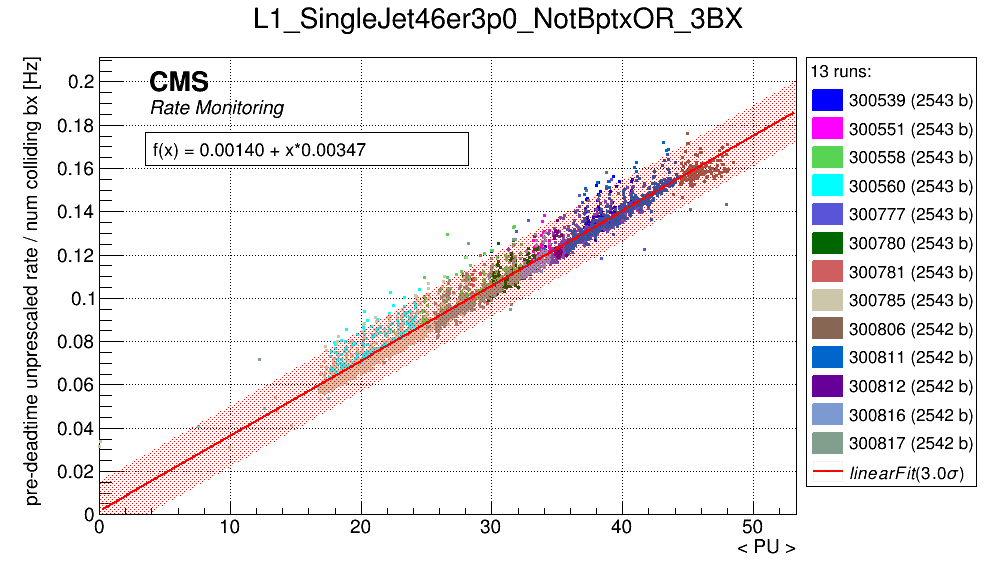 L1_SingleJet46er3p0_NotBptxOR_3BX
pre-deadtime unprescaled rate / num colliding bx [Hz]
CMS
Rate Monitoring
f(x) = 0.00140 + x*0.00347
0.2
0.18
0.16
0.14
0.12
0.1
0.08
0.06
0.04
0.02
0
0 10 20 30 40 50
< PU >
13 runs:
300539 (2543 b)
300551 (2543 b)
300558 (2543 b)
300560 (2543 b)
300777 (2543 b)
300780 (2543 b)
300781 (2543 b)
300785 (2543 b)
300806 (2542 b)
300811 (2542 b)
300812 (2542 b)
300816 (2542 b)
300817 (2542 b)
linearFit(3.0σ)